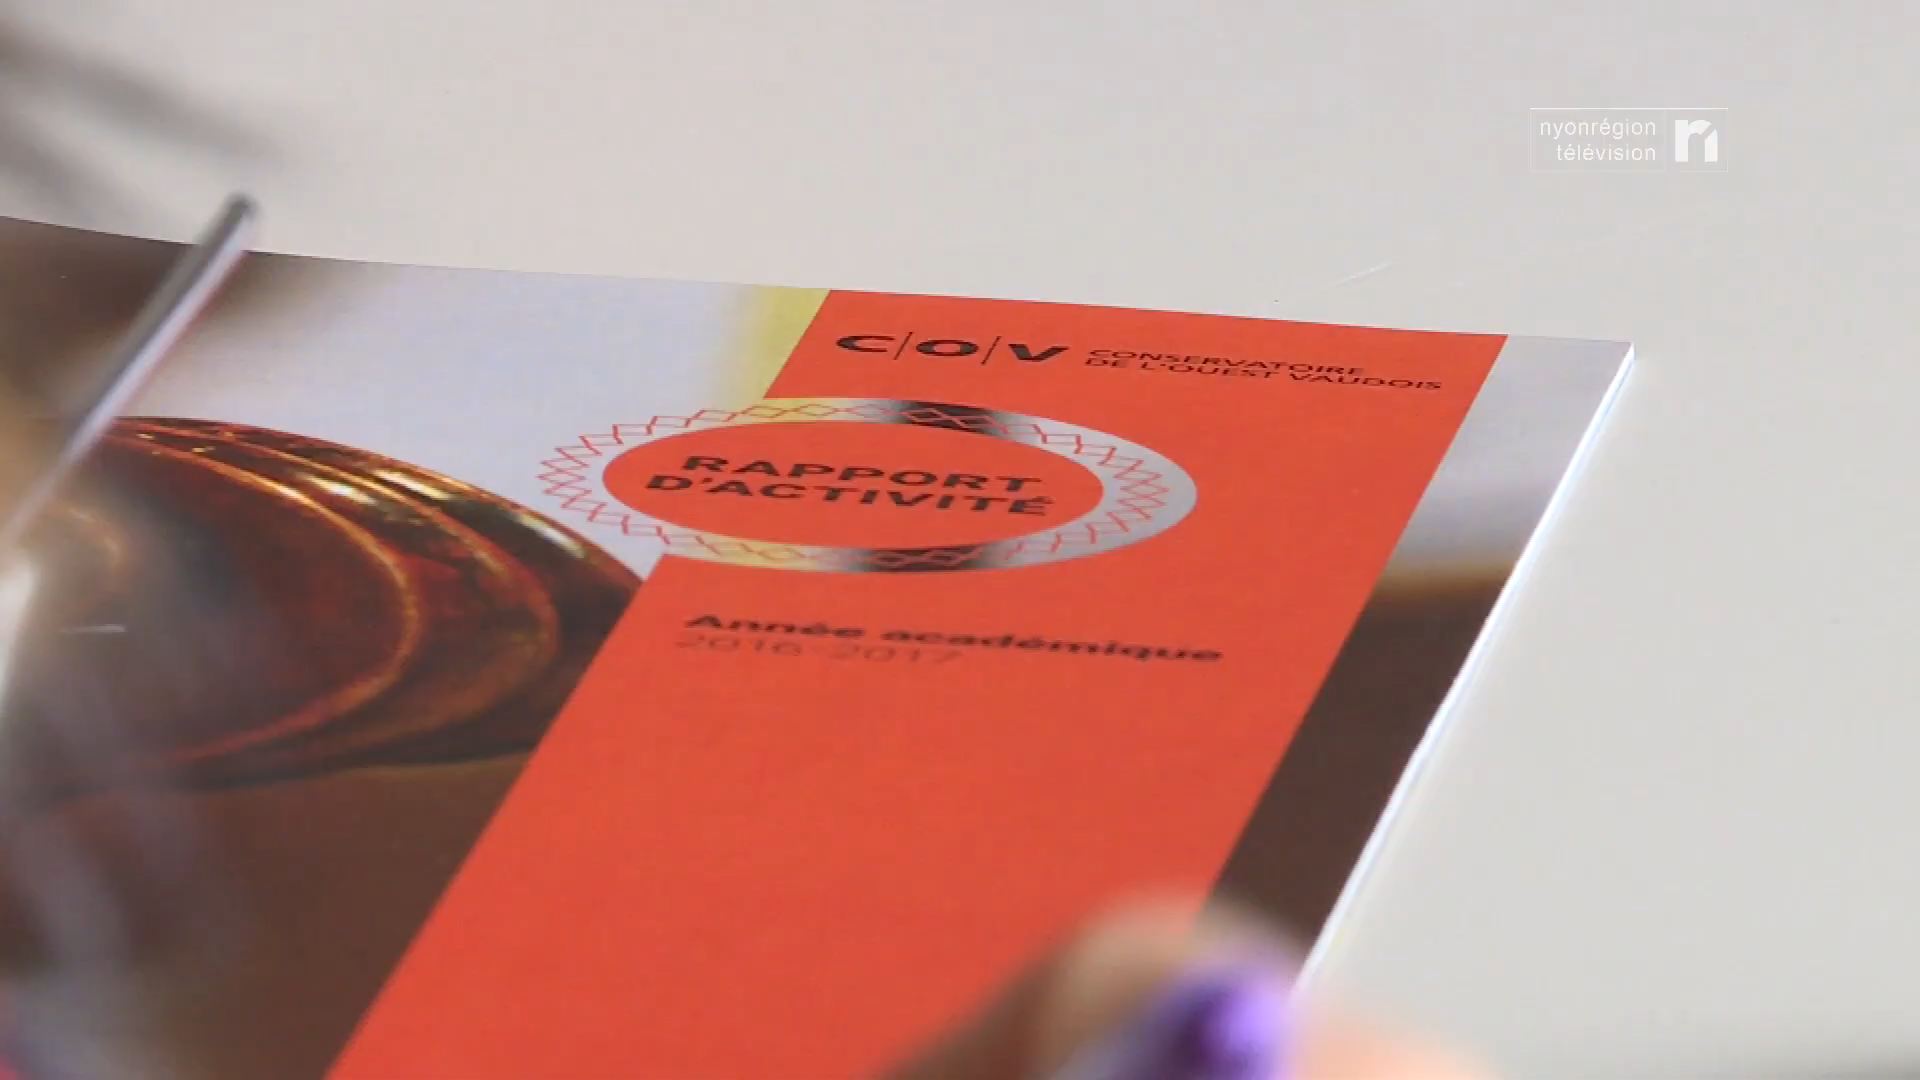 nyonrégion
télévision
C/O/V CONSERVATOIRE
DE L'OUEST VAUDOIS
RAPPORT
D'ACTIVITÉ
Année académique
2016-2017